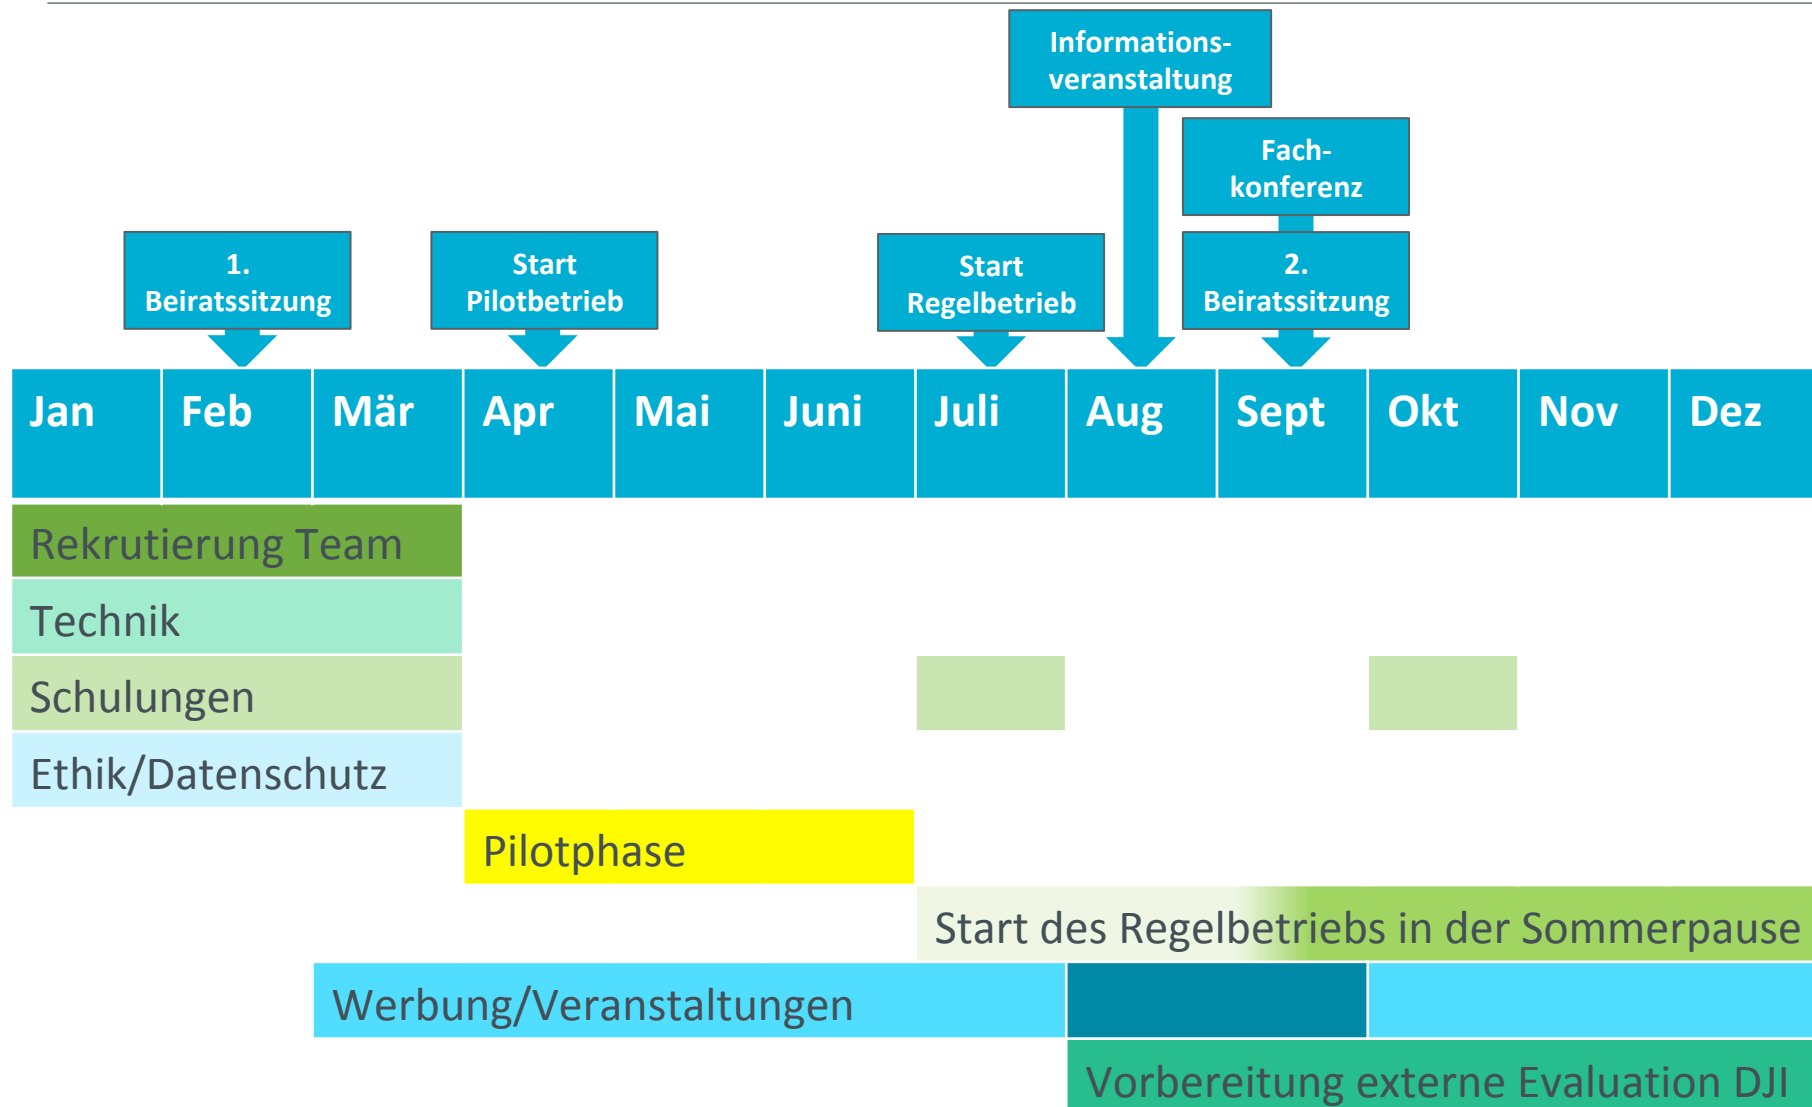 Informations-
veranstaltung
Fach-
konferenz
1.
Beiratssitzung
Start
Pilotbetrieb
Start
Regelbetrieb
2.
Beiratssitzung
Jan Feb Mär Apr Mai Juni Juli Aug Sept Okt Nov Dez
Rekrutierung Team
Technik
Schulungen
Ethik/Datenschutz
Pilotphase
Start des Regelbetriebs in der Sommerpause
Werbung/Veranstaltungen
Vorbereitung externe Evaluation DJI